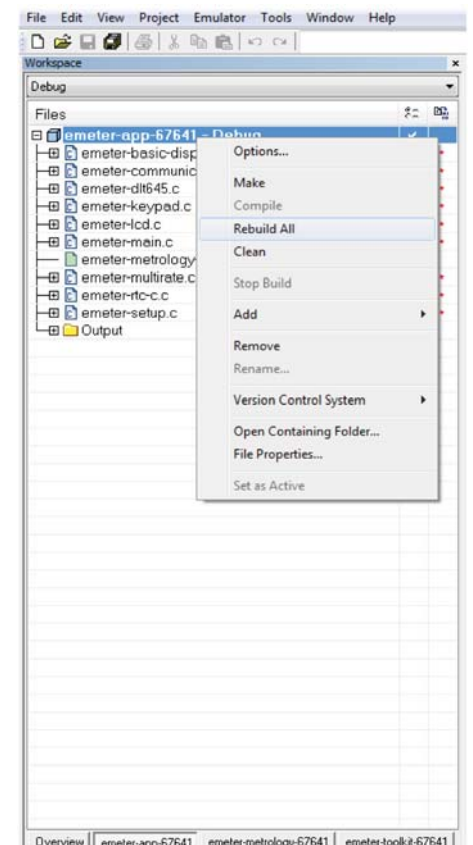 File Edit View Project Emulator Tools Window Help
Workspace
Debug
Files
emeter-app-67641 - Debug
emeter-basic-disp
emeter-communic
emeter-dlt645.c
emeter-keypad.c
emeter-lcd.c
emeter-main.c
emeter-metrology
emeter-multirate.c
emeter-rtc-c.c
emeter-setup.c
Output
Options...
Make
Compile
Rebuild All
Clean
Stop Build
Add
Remove
Rename...
Version Control System
Open Containing Folder...
File Properties...
Set as Active
Overview emeter-app-67641 emeter-metrology-67641 emeter-toolkit-67641